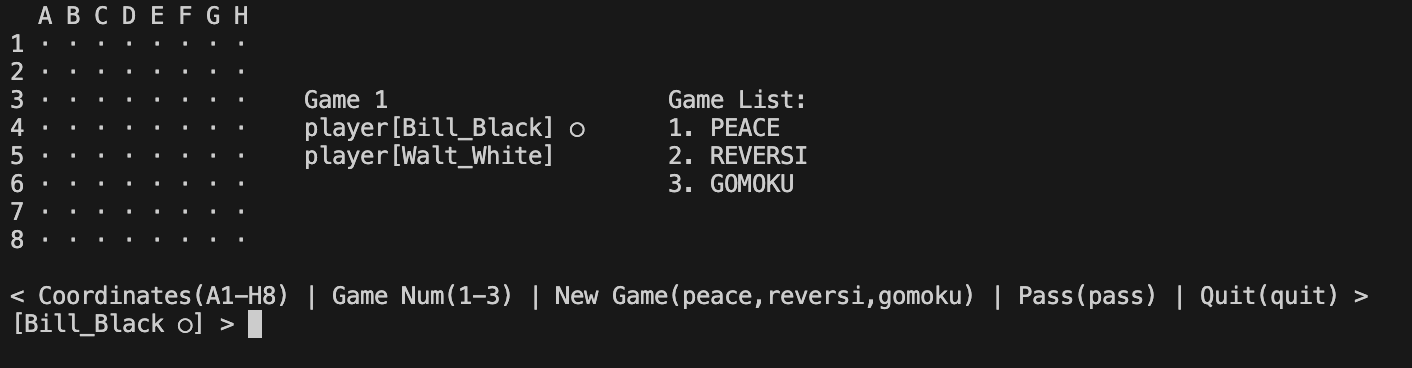 A B C D E F G H
1 · · · · · · · ·
2 · · · · · · · ·
3 · · · · · · · ·    Game 1                    Game List:
4 · · · · · · · ·    player[Bill_Black] ○      1. PEACE
5 · · · · · · · ·    player[Walt_White]        2. REVERSI
6 · · · · · · · ·                              3. GOMOKU
7 · · · · · · · ·
8 · · · · · · · ·
< Coordinates(A1-H8) | Game Num(1-3) | New Game(peace,reversi,gomoku) | Pass(pass) | Quit(quit) >
[Bill_Black ○] >